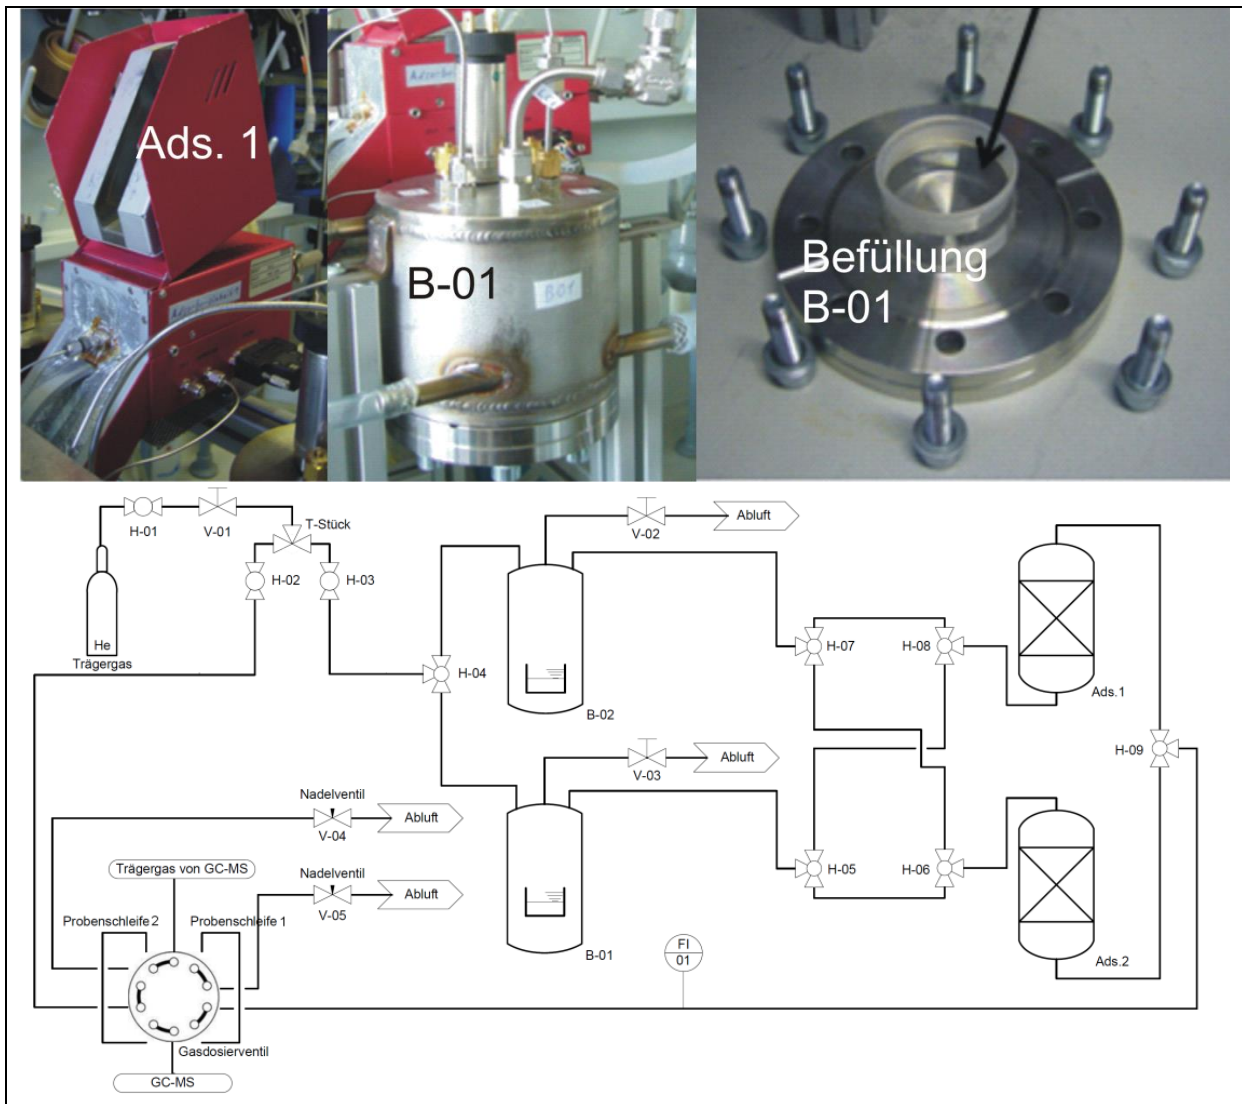 Ads. 1
B-01
B01
Befüllung
B-01
H-01
V-01
T-Stück
H-02
H-03
He
Trägergas
V-02
Abluft
H-04
B-02
H-07
H-08
Ads.1
H-09
V-03
Abluft
Nadelventil
V-04
Abluft
Trägergas von GC-MS
Nadelventil
V-05
Abluft
Probenschleife 2
Probenschleife 1
B-01
H-05
H-06
Ads.2
FI
01
Gasdosierventil
GC-MS